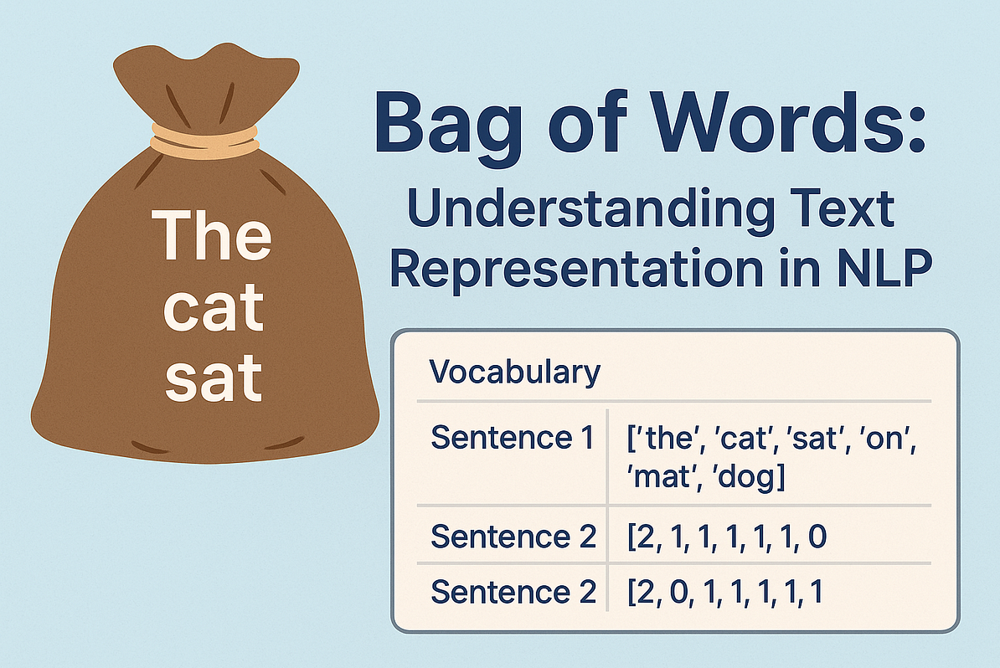 The
cat
sat
Bag of Words:
Understanding Text
Representation in NLP
Vocabulary
Sentence 1 ['the', 'cat', 'sat', 'on',
'mat', 'dog]
Sentence 2 [2, 1, 1, 1, 1, 1, 0
Sentence 2 [2, 0, 1, 1, 1, 1, 1